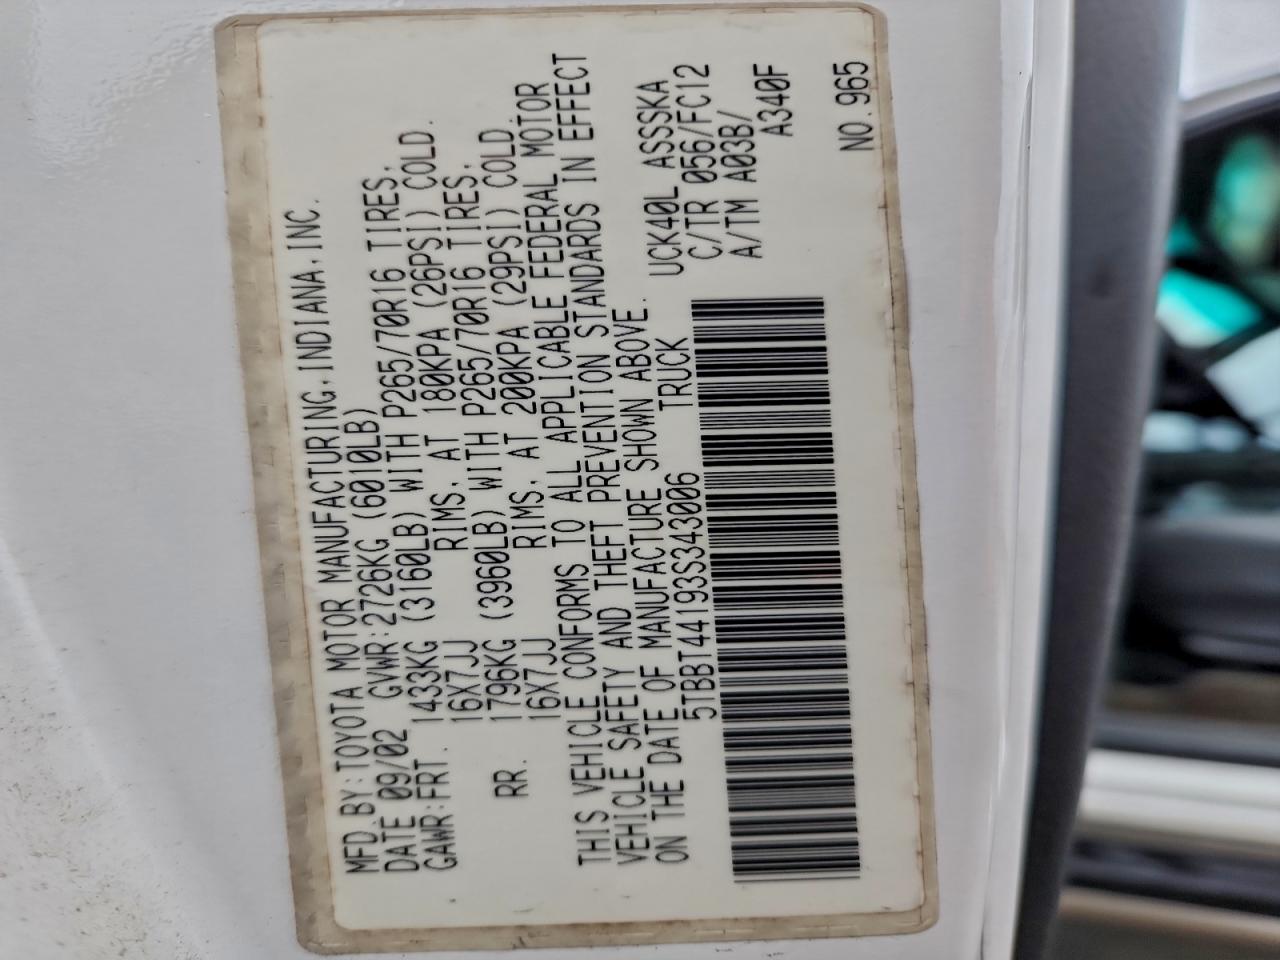 MFD.BY:TOYOTA MOTOR MANUFACTURING,INDIANA,INC.
DATE 09/02 GVWR:2726KG (6010LB)
GAWR:FRT. 1433KG (3160LB) WITH P265/70R16 TIRES,
16X7JJ RIMS, AT 180KPA (26PSI) COLD.
RR. 1796KG (3960LB) WITH P265/70R16 TIRES,
16X7JJ RIMS, AT 200KPA (29PSI) COLD.
THIS VEHICLE CONFORMS TO ALL APPLICABLE FEDERAL MOTOR
VEHICLE SAFETY AND THEFT PREVENTION STANDARDS IN EFFECT
ON THE DATE OF MANUFACTURE SHOWN ABOVE.
5TBBT44193S343006 TRUCK
UCK40L ASSSKA
C/TR 056/FC12
A/TM A03B/
A340F
NO.965